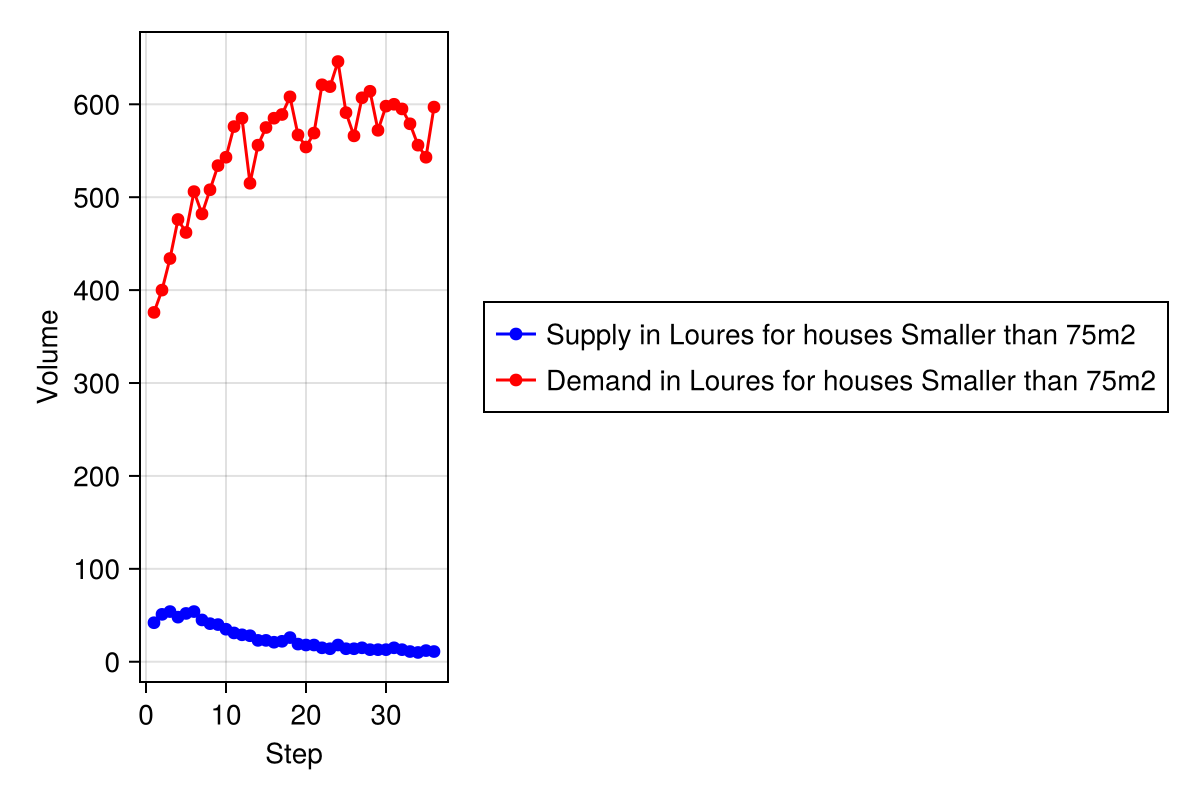 600
500
400
300
200
100
0
Volume
0 10 20 30
Step
Supply in Loures for houses Smaller than 75m2
Demand in Loures for houses Smaller than 75m2